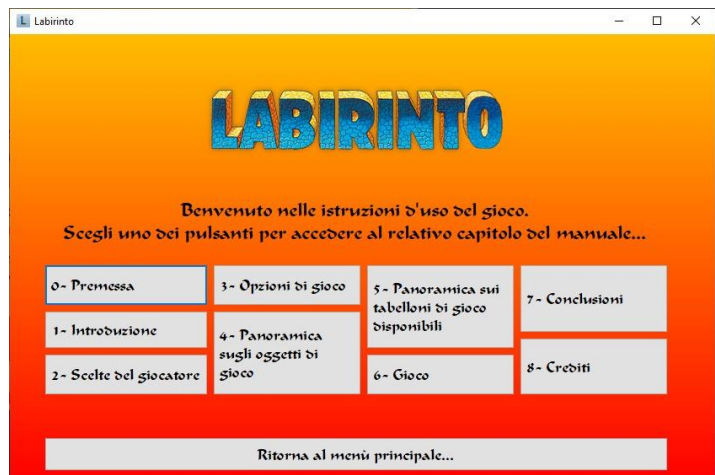 Labirinto
LABIRINTO
Benvenuto nelle istruzioni d'uso del gioco.
Scegli uno dei pulsanti per accedere al relativo capitolo del manuale...
0- Premessa
1- Introduzione
2- Scelte del giocatore
3- Opzioni di gioco
4- Panoramica
sugli oggetti di
gioco
5- Panoramica sui
tabelloni di gioco
disponibili
6- Gioco
7- Conclusioni
8- Crediti
Ritorna al menù principale...